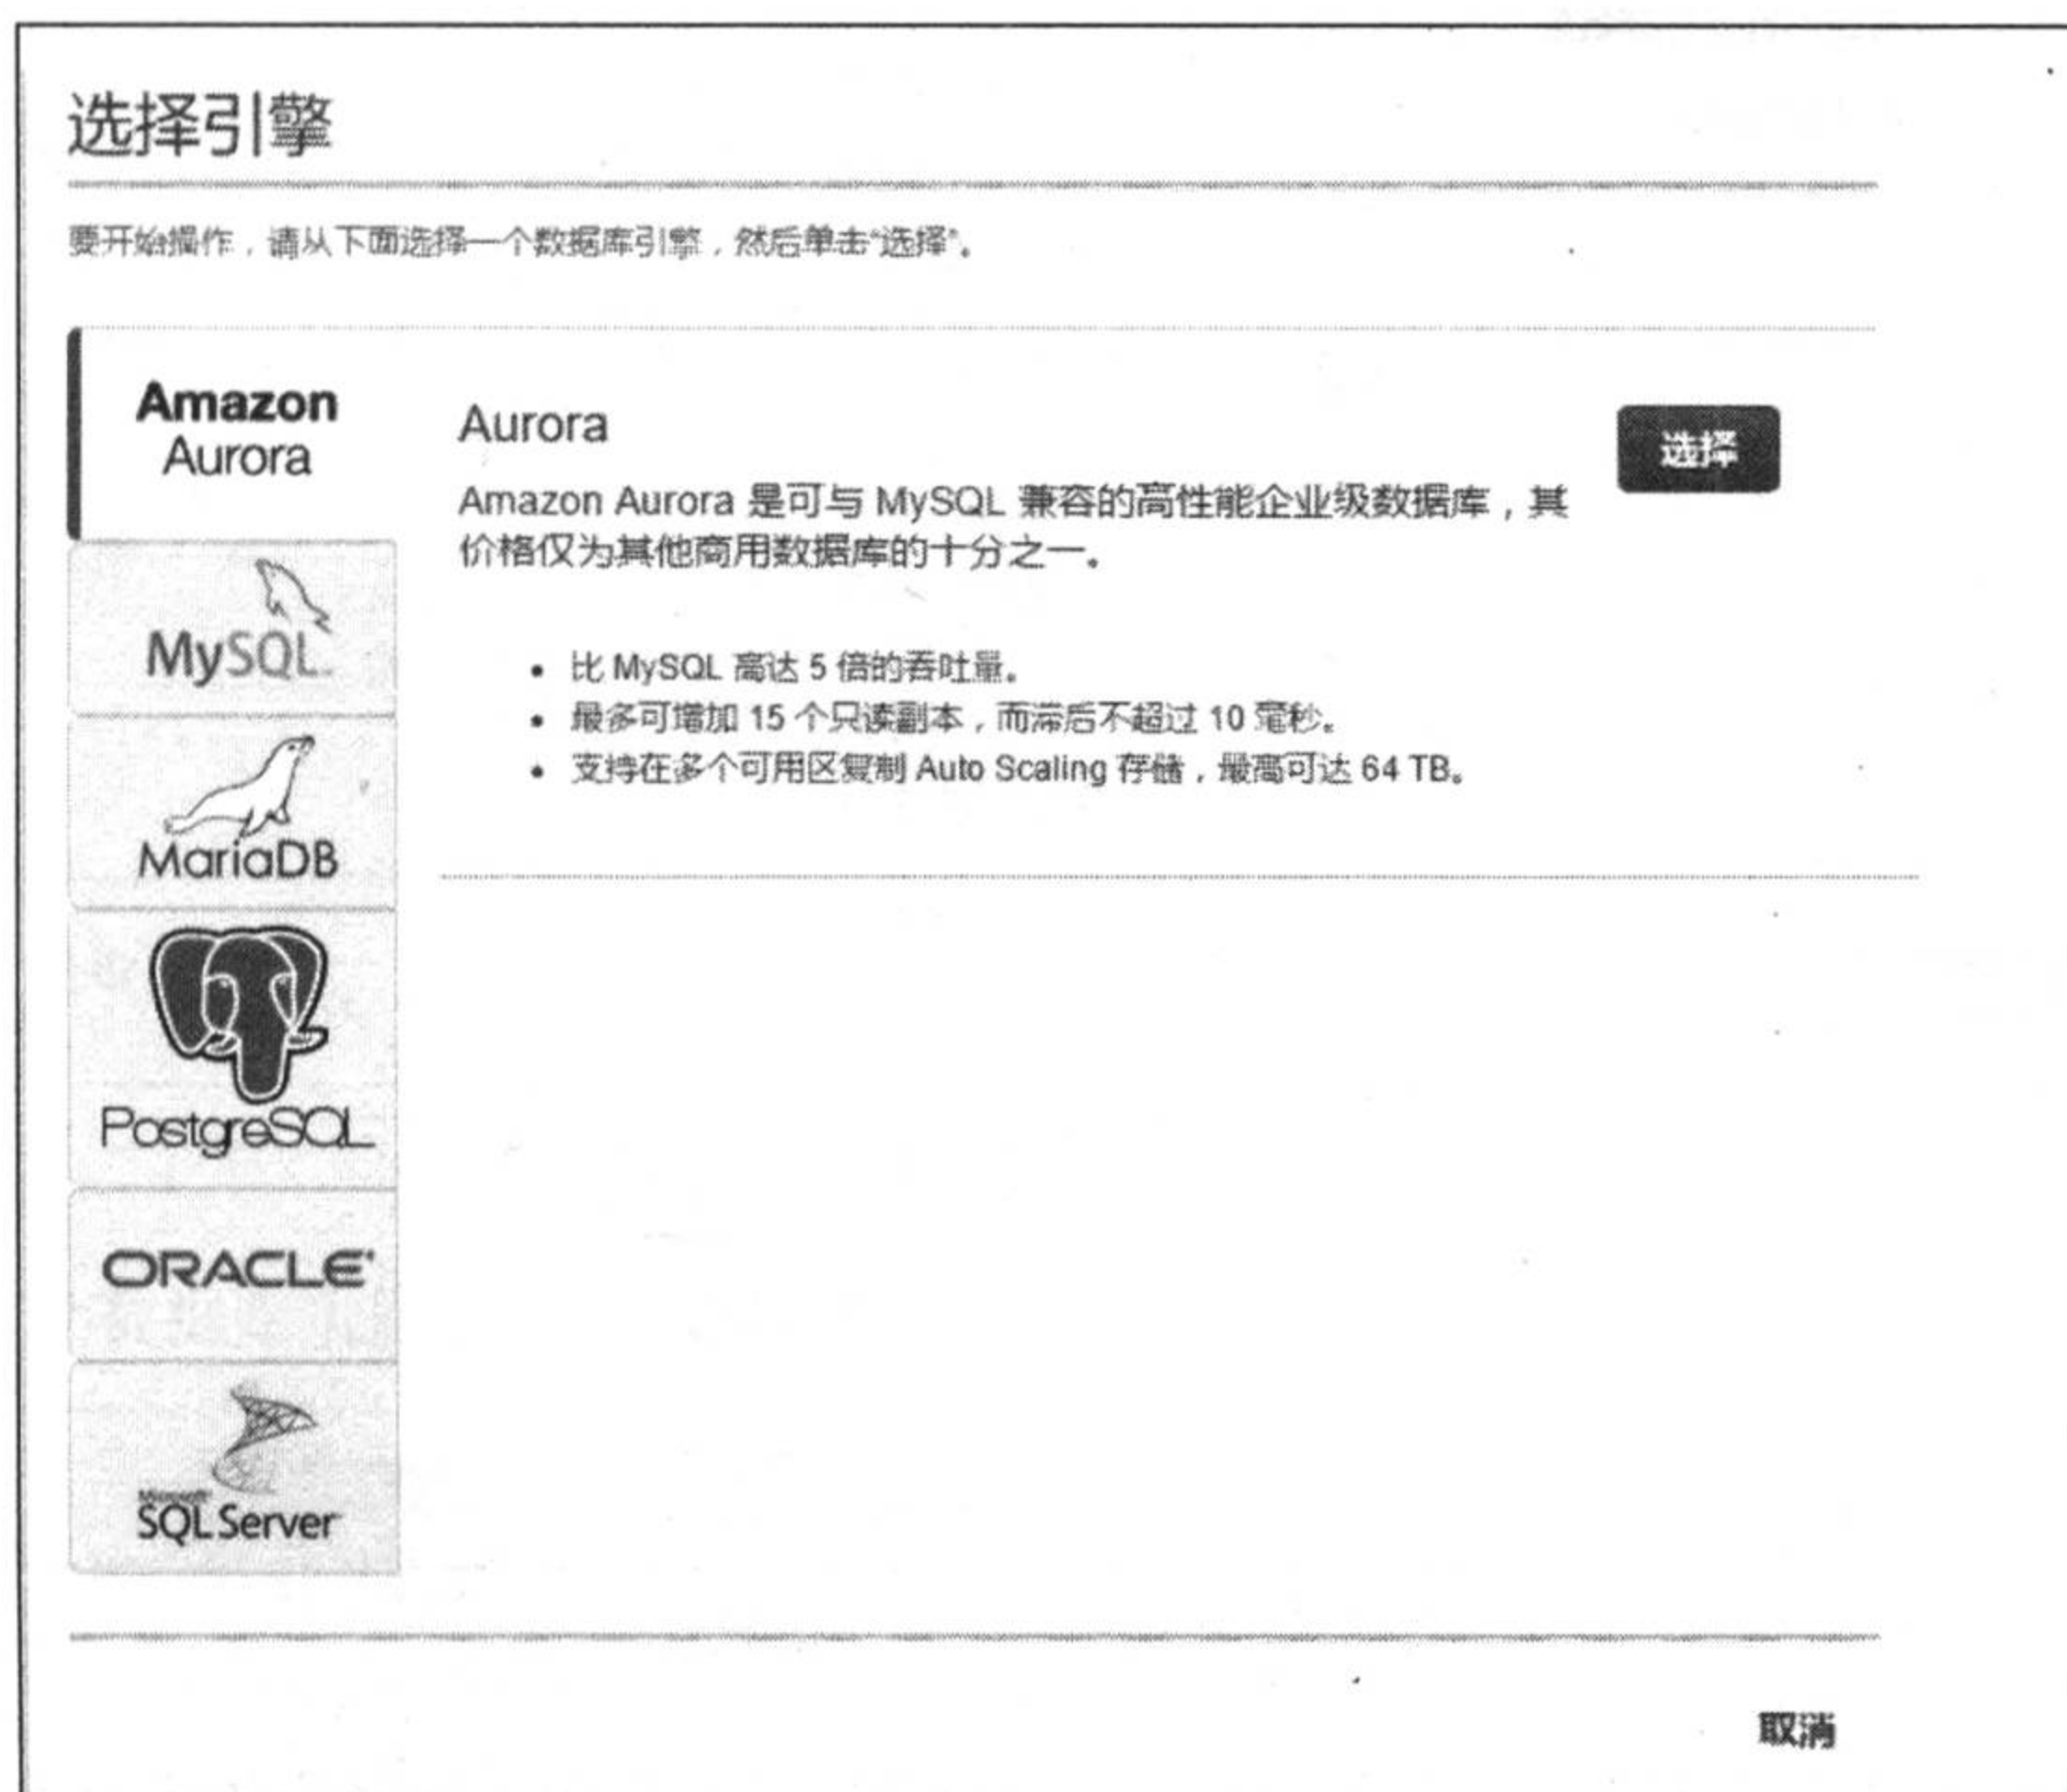 选择引擎
要开始操作，请从下面选择一个数据库引擎，然后单击“选择”。
Amazon
Aurora
Aurora
选择
Amazon Aurora 是可与 MySQL 兼容的高性能企业级数据库，其
价格仅为其他商用数据库的十分之一。
比 MySQL 高达 5 倍的吞吐量。
最多可增加 15 个只读副本，而滞后不超过 10 毫秒。
支持在多个可用区复制 Auto Scaling 存储，最高可达 64 TB。
MySQL
MariaDB
PostgreSQL
ORACLE
Microsoft
SQL Server
取消